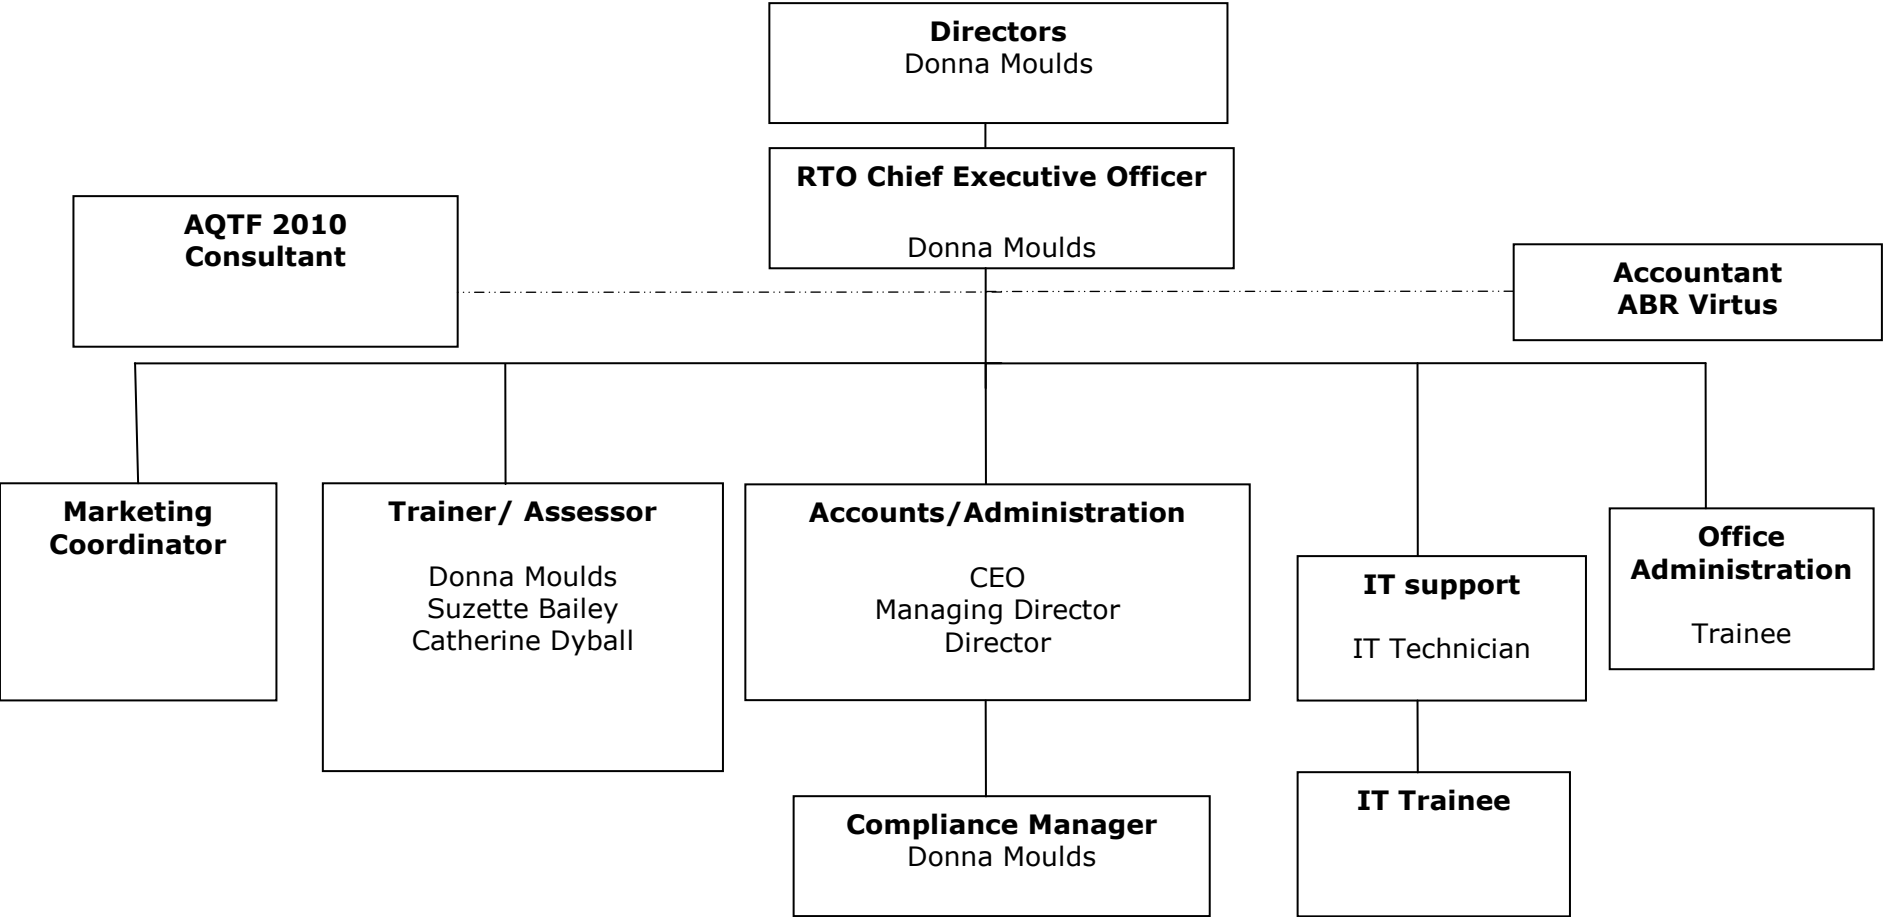 Directors
Donna Moulds
RTO Chief Executive Officer
Donna Moulds
AQTF 2010
Consultant
Accountant
ABR Virtus
Marketing
Coordinator
Trainer/ Assessor
Donna Moulds
Suzette Bailey
Catherine Dyball
Accounts/Administration
CEO
Managing Director
Director
IT support
IT Technician
Office
Administration
Trainee
Compliance Manager
Donna Moulds
IT Trainee